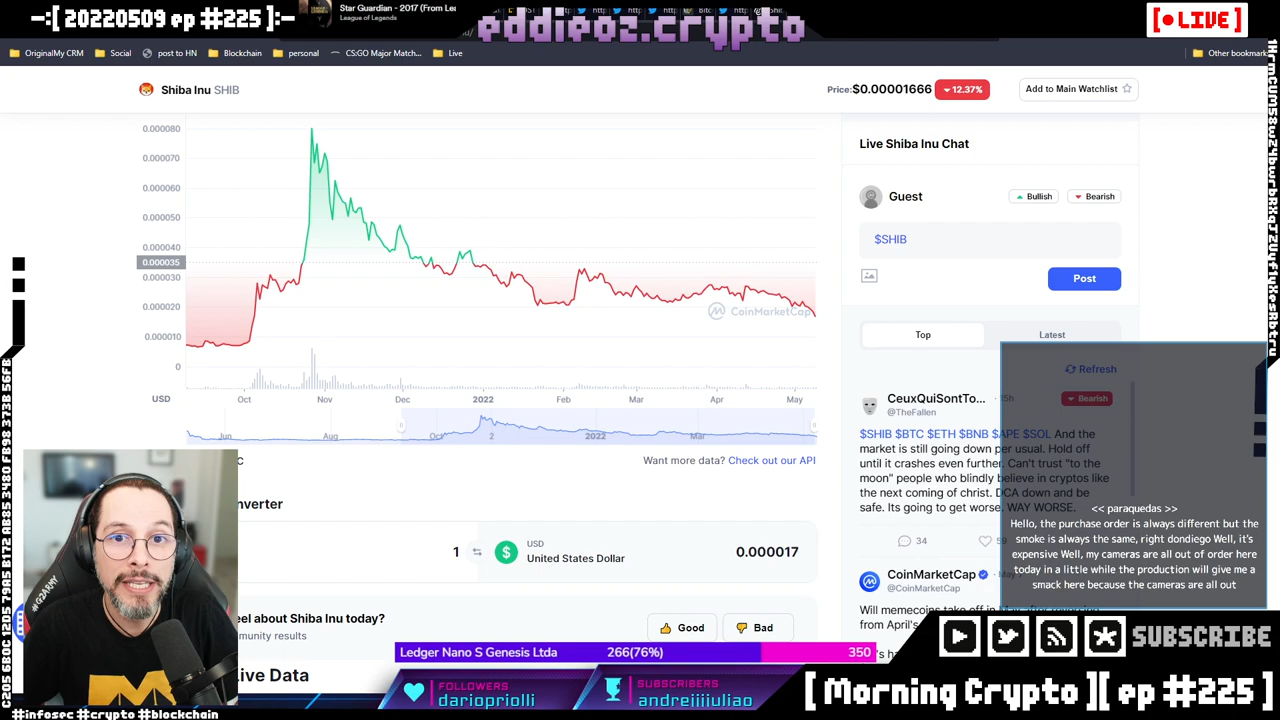 —:[ 20220509 ep #225 ]:—
Star Guardian - 2017 (From Lea
League of Legends
eddieoz.crypto
[● LIVE]
OriginalMy CRM
Social
post to HN
Blockchain
personal
CS:GO Major Match...
Live
Other bookmark
Shiba Inu SHIB
Price:$0.00001666
12.37%
Add to Main Watchlist
0.000080
0.000070
0.000060
0.000050
0.000040
0.000035
0.000030
0.000020
0.000010
0
CoinMarketCap
USD
Oct
Nov
Dec
2022
Feb
Mar
Apr
May
Jun
Aug
Oct
2
2022
Mar
Want more data? Check out our API
nverter
1
USD
United States Dollar
0.000017
eel about Shiba Inu today?
munity results
Good
Bad
Live Data
Live Shiba Inu Chat
Guest
Bullish
Bearish
$SHIB
Post
Top
Latest
Refresh
CeuxQuiSontTo... · 15h
@TheFallen
Bearish
$SHIB $BTC $ETH $BNB $APE $SOL And the
market is still going down per usual. Hold off
until it crashes even further. Can't trust "to the
moon" people who blindly believe in cryptos like
the next coming of christ. DCA down and be
safe. Its going to get worse. WAY WORSE.
34
CoinMarketCap
@CoinMarketCap
Will memecoins take off in May after
from April's
<< paraquedas >>
Hello, the purchase order is always different but the
smoke is always the same, right dondiego Well, it's
expensive Well, my cameras are all out of order here
today in a little while the production will give me a
smack here because the cameras are all out
#G2ARMY
Ledger Nano S Genesis Ltda
266(76%)
350
FOLLOWERS
dariopriolli
SUBSCRIBERS
andreiiijuliao
SUBSCRIBE
[ Morning Crypto ][ ep #225 ]
#infosec #crypto #blockchain